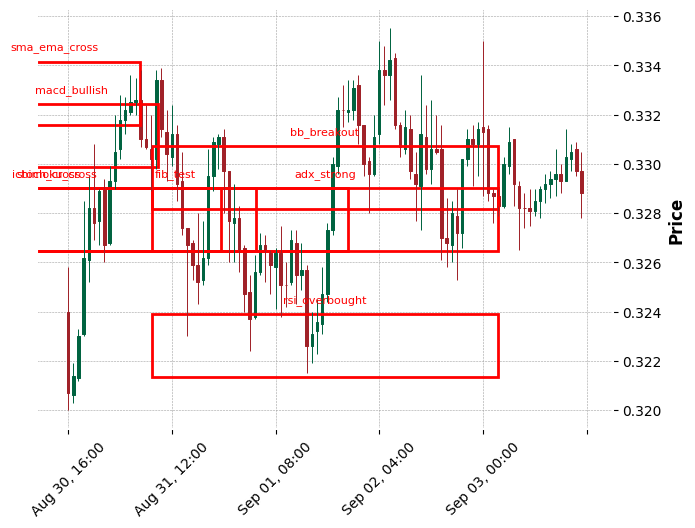 sma_ema_cross
macd_bullish
bb_breakout
stoch_cross
fib_test
adx_strong
rsi_overbought
0.336
0.334
0.332
0.330
0.328
0.326
0.324
0.322
0.320
Price
Aug 30, 16:00
Aug 31, 12:00
Sep 01, 08:00
Sep 02, 04:00
Sep 03, 00:00